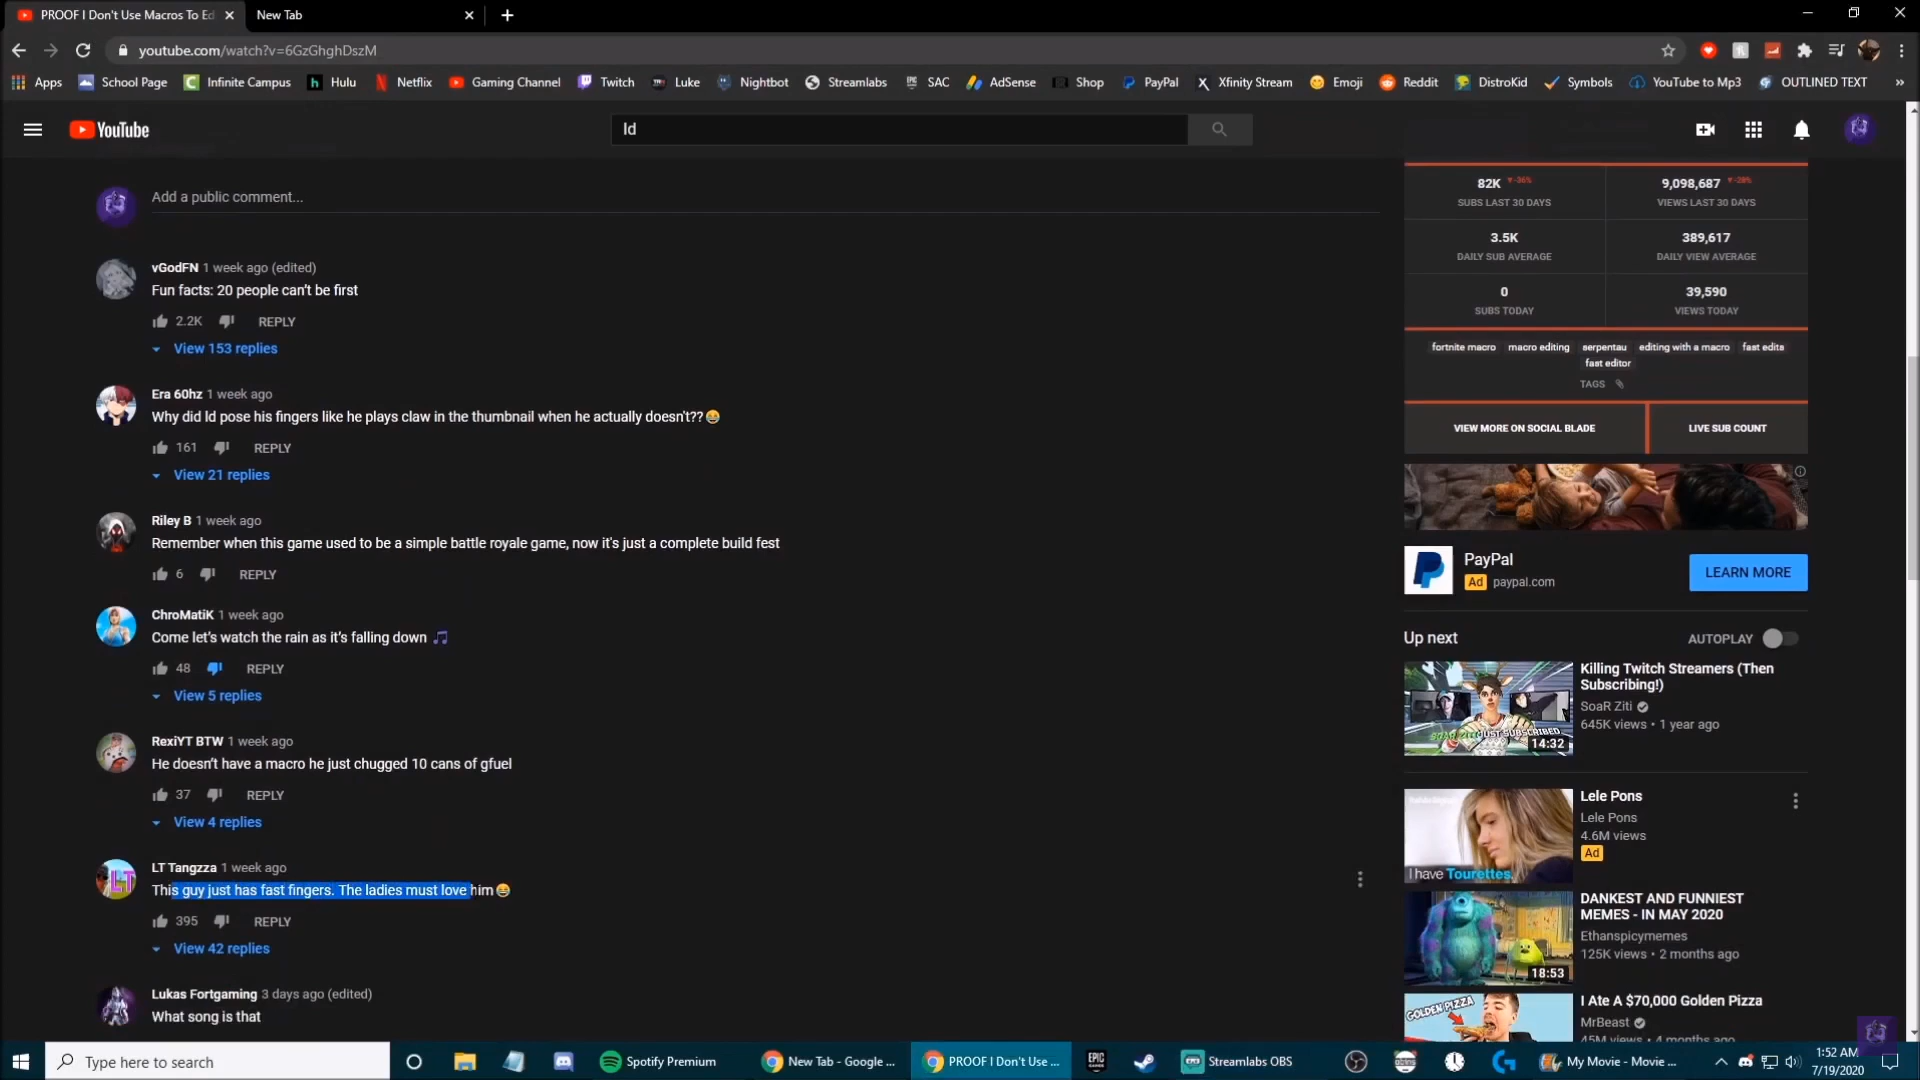 PROOF I Don't Use Macros To Ed
New Tab
youtube.com/watch?v=6GzGhghDszM
Apps
School Page
Infinite Campus
Hulu
Netflix
Gaming Channel
Twitch
Luke
Nightbot
Streamlabs
SAC
AdSense
Shop
PayPal
Xfinity Stream
Emoji
Reddit
DistroKid
Symbols
YouTube to Mp3
OUTLINED TEXT
»
YouTube
ld
Add a public comment...
vGodFN 1 week ago (edited)
Fun facts: 20 people can't be first
2.2K REPLY
View 153 replies
Era 60hz 1 week ago
Why did ld pose his fingers like he plays claw in the thumbnail when he actually doesn't??😂
161 REPLY
View 21 replies
Riley B 1 week ago
Remember when this game used to be a simple battle royale game, now it's just a complete build fest
6 REPLY
ChroMatiK 1 week ago
Come let's watch the rain as it's falling down 🎵
48 REPLY
View 5 replies
RexiYT BTW 1 week ago
He doesn't have a macro he just chugged 10 cans of gfuel
37 REPLY
View 4 replies
LT Tangzza 1 week ago
This guy just has fast fingers. The ladies must love him😂
395 REPLY
View 42 replies
Lukas Fortgaming 3 days ago (edited)
What song is that
82K ▼-36%
SUBS LAST 30 DAYS
9,098,687 ▼-28%
VIEWS LAST 30 DAYS
3.5K
DAILY SUB AVERAGE
389,617
DAILY VIEW AVERAGE
0
SUBS TODAY
39,590
VIEWS TODAY
fortnite macro macro editing serpentau editing with a macro fast edits
fast editor
TAGS
VIEW MORE ON SOCIAL BLADE
LIVE SUB COUNT
PayPal
Ad paypal.com
LEARN MORE
Up next
AUTOPLAY
14:32
Killing Twitch Streamers (Then
Subscribing!)
SoaR Ziti
645K views • 1 year ago
I have Tourettes.
Lele Pons
Lele Pons
4.6M views
Ad
18:53
DANKEST AND FUNNIEST
MEMES - IN MAY 2020
Ethanspicymemes
125K views • 2 months ago
GOLDEN PIZZA
I Ate A $70,000 Golden Pizza
MrBeast
45M views • 4 months ago
Type here to search
Spotify Premium
New Tab - Google ...
PROOF I Don't Use ...
EPIC GAMES
Streamlabs OBS
My Movie - Movie ...
1:52 AM
7/19/2020